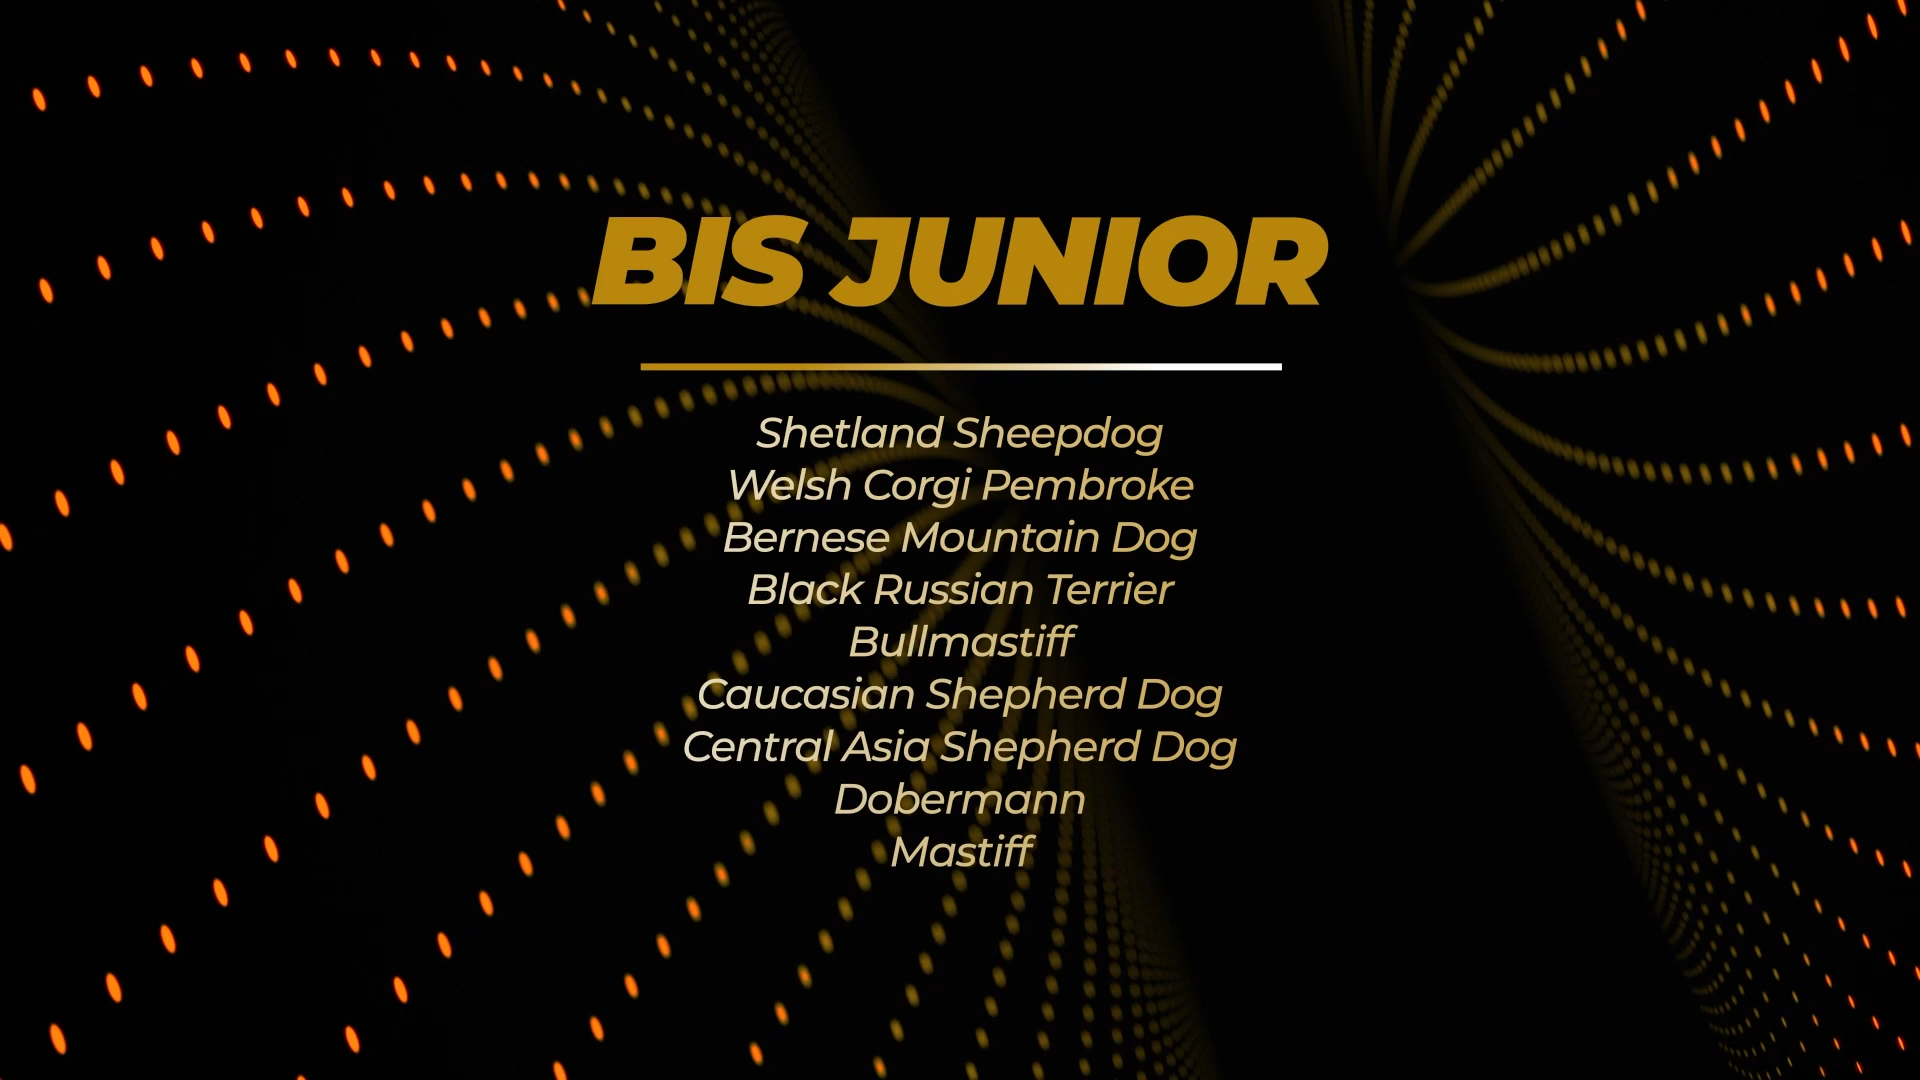 BIS JUNIOR
Shetland Sheepdog
Welsh Corgi Pembroke
Bernese Mountain Dog
Black Russian Terrier
Bullmastiff
Caucasian Shepherd Dog
Central Asia Shepherd Dog
Dobermann
Mastiff